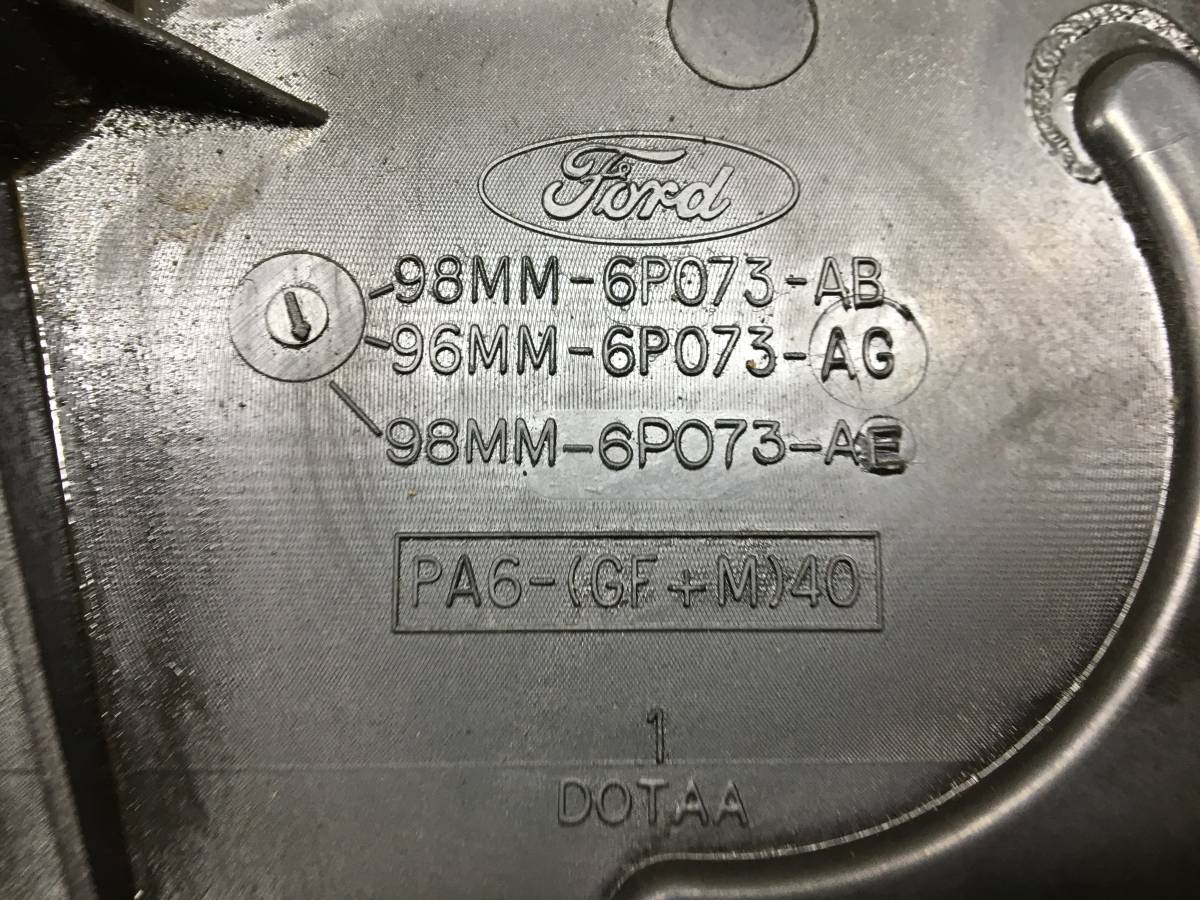 Ford
98MM-6P073-AB
96MM-6P073-AG
98MM-6P073-AE
PA6-(GF+M)40
1
DOTAA